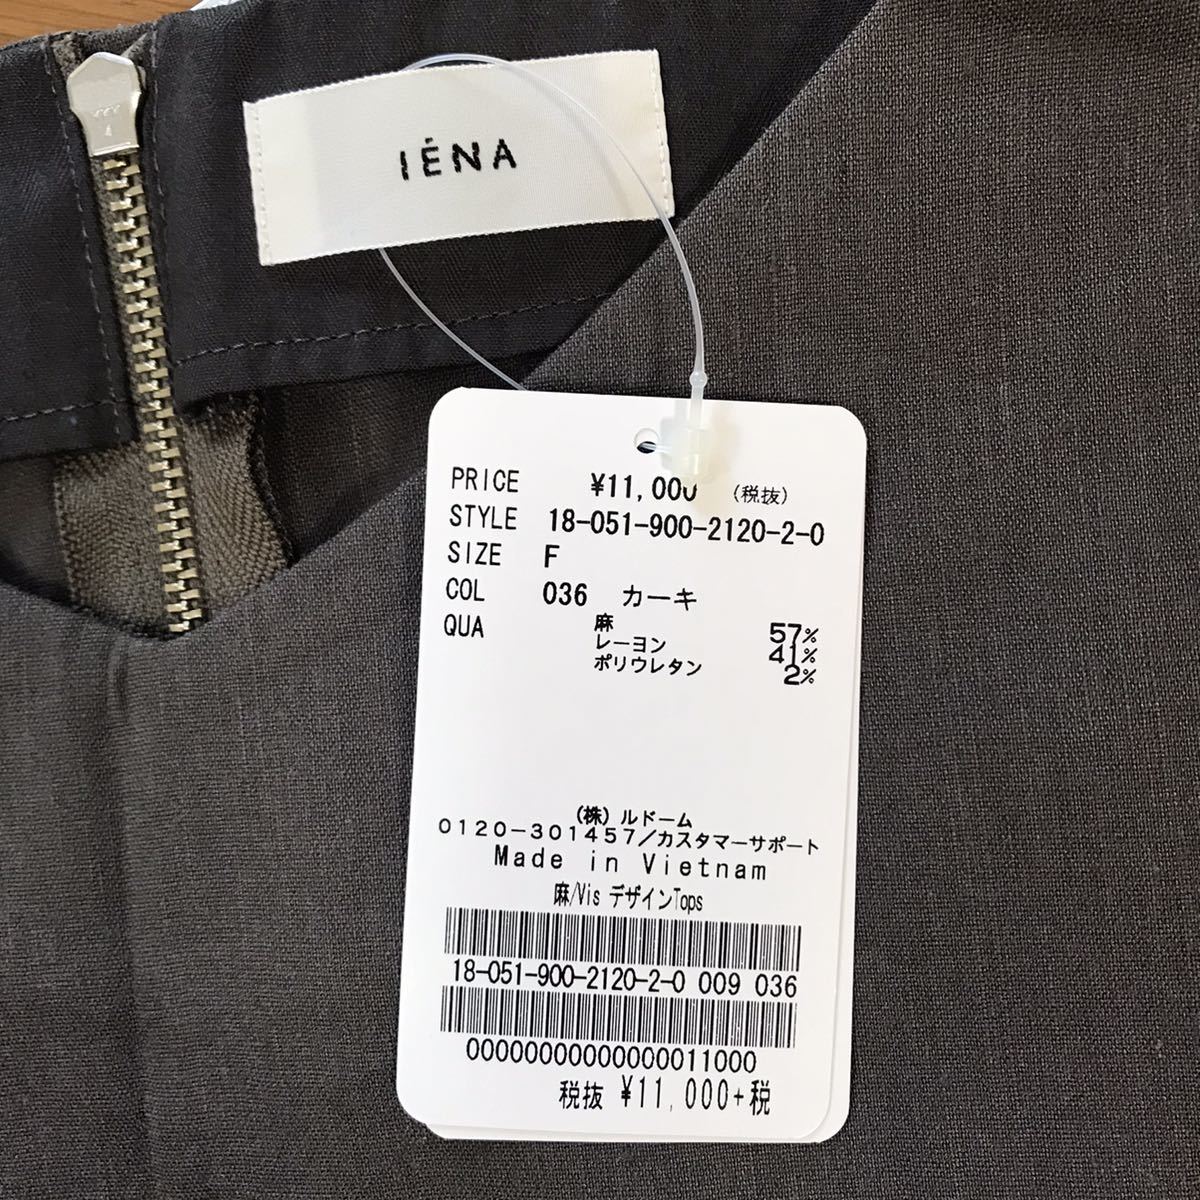 IÉNA
PRICE ¥11,000 (税抜)
STYLE 18-051-900-2120-2-0
SIZE F
COL 036 カーキ
QUA 麻 57%
レーヨン 41%
ポリウレタン 2%
(株)ルドーム
0120-301457/カスタマーサポート
Made in Vietnam
麻/Vis デザインTops
18-051-900-2120-2-0 009 036
00000000000000011000
税抜 ¥11,000+税